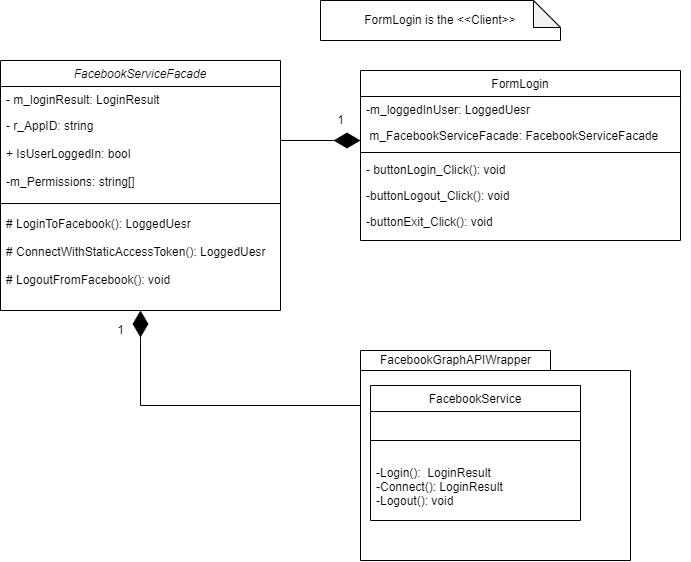 FormLogin is the <<Client>>
FacebookServiceFacade
- m_loginResult: LoginResult
- r_AppID: string
+ IsUserLoggedIn: bool
-m_Permissions: string[]
# LoginToFacebook(): LoggedUesr
# ConnectWithStaticAccessToken(): LoggedUesr
# LogoutFromFacebook(): void
1
FormLogin
-m_loggedInUser: LoggedUesr
m_FacebookServiceFacade: FacebookServiceFacade
- buttonLogin_Click(): void
-buttonLogout_Click(): void
-buttonExit_Click(): void
1
FacebookGraphAPIWrapper
FacebookService
-Login():  LoginResult
-Connect(): LoginResult
-Logout(): void